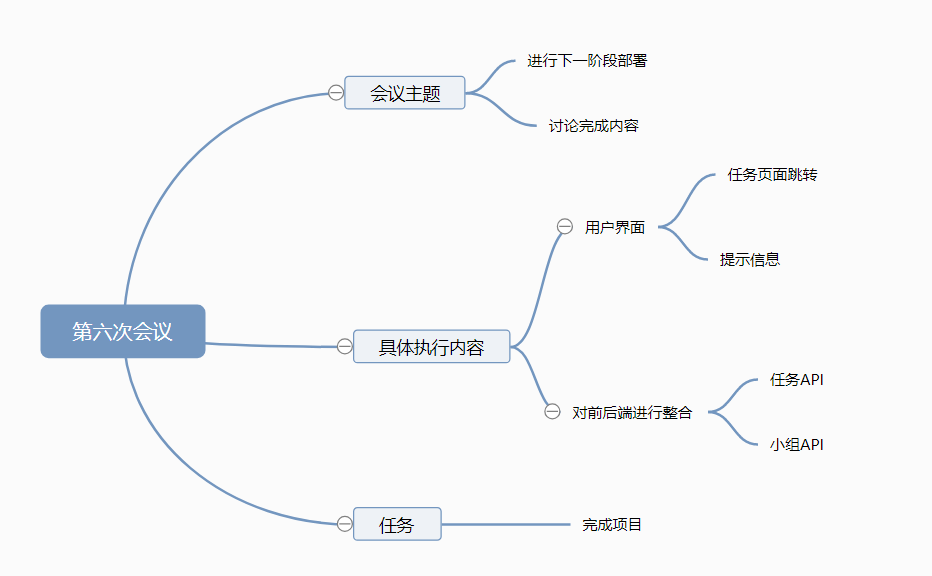 第六次会议
会议主题
进行下一阶段部署
讨论完成内容
具体执行内容
用户界面
任务页面跳转
提示信息
对前后端进行整合
任务API
小组API
任务
完成项目